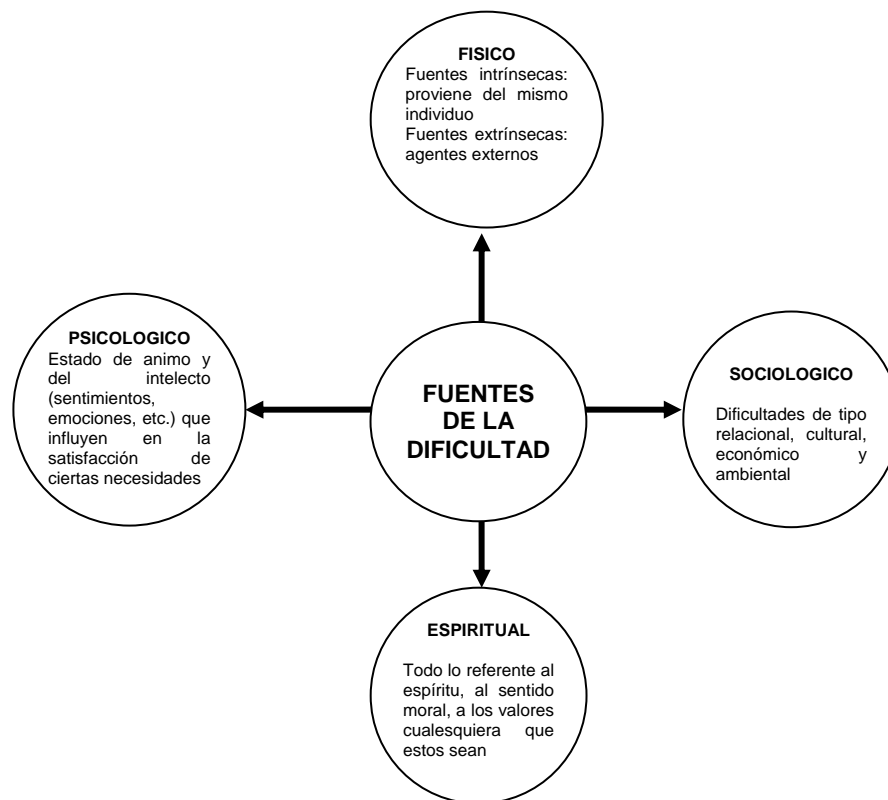 FISICO
Fuentes intrínsecas:
proviene del mismo
individuo
Fuentes extrínsecas:
agentes externos
PSICOLOGICO
Estado de animo y
del intelecto
(sentimientos,
emociones, etc.) que
influyen en la
satisfacción de
ciertas necesidades
FUENTES
DE LA
DIFICULTAD
SOCIOLOGICO
Dificultades de tipo
relacional, cultural,
económico y
ambiental
ESPIRITUAL
Todo lo referente al
espíritu, al sentido
moral, a los valores
cualesquiera que
estos sean